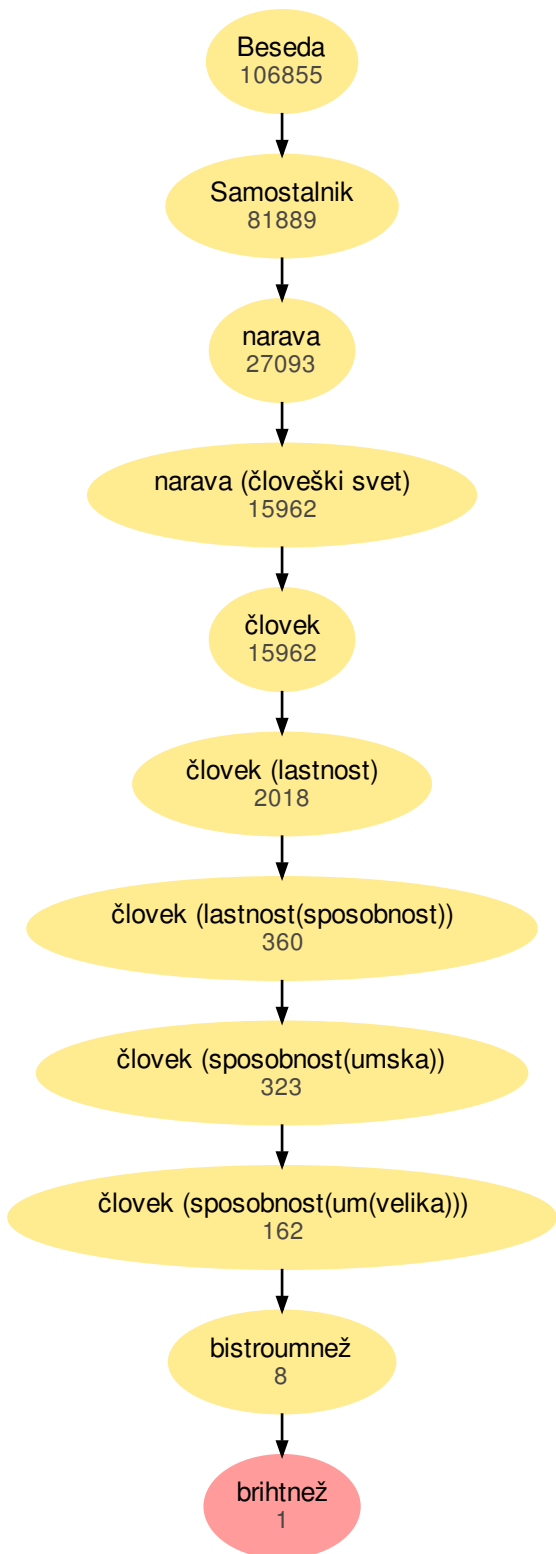 Beseda
106855
Samostalnik
81889
narava
27093
narava (človeški svet)
15962
človek
15962
človek (lastnost)
2018
človek (lastnost(sposobnost))
360
človek (sposobnost(umska))
323
človek (sposobnost(um(velika)))
162
bistroumnež
8
brihtnež
1